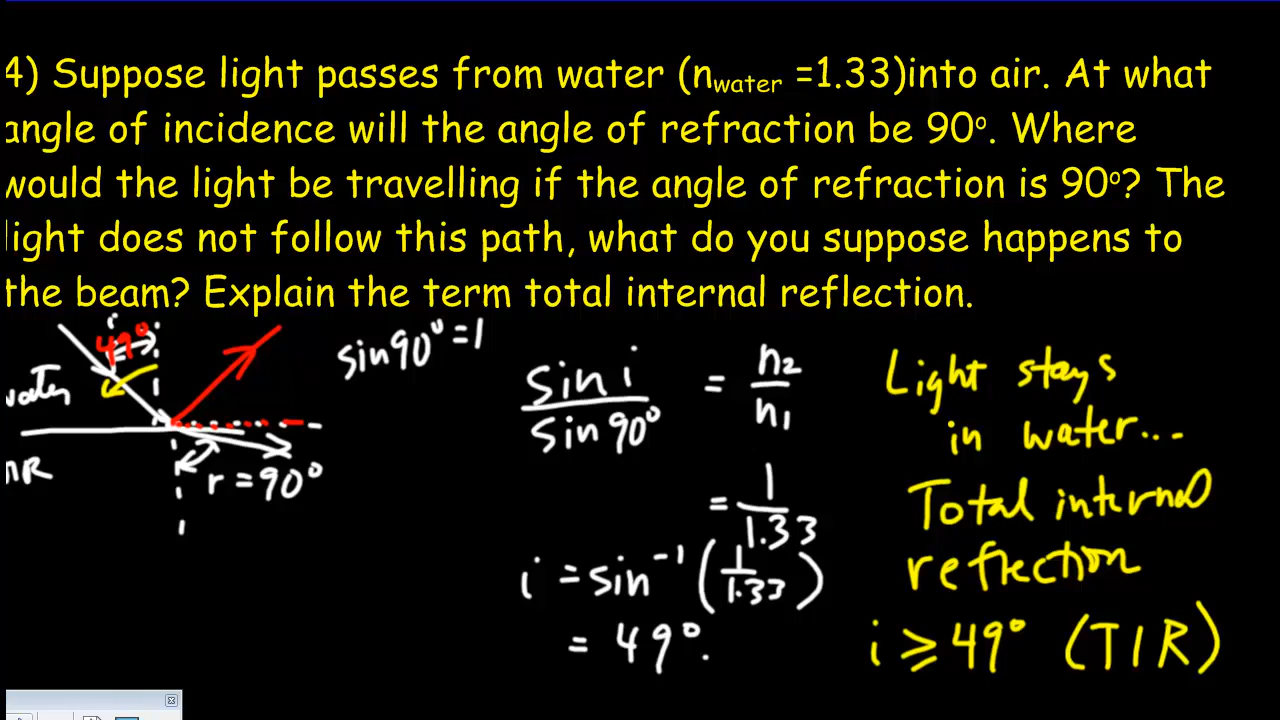 4) Suppose light passes from water (nwater =1.33)into air. At what
angle of incidence will the angle of refraction be 90°. Where
would the light be travelling if the angle of refraction is 90°? The
light does not follow this path, what do you suppose happens to
the beam? Explain the term total internal reflection.
49°
water
r = 90°
sin90° = 1
sin i / sin 90° = n2 / n1
= 1 / 1.33
i = sin⁻¹ (1/1.33)
= 49°.
Light stays
in water...
Total internal
reflection
i ≥ 49° (TIR)